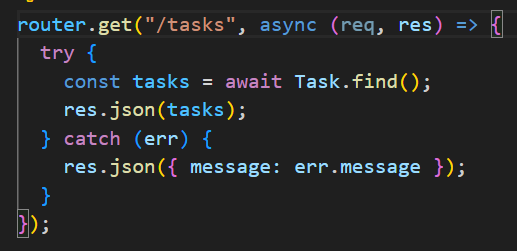 router.get("/tasks", async (req, res) => {
  try {
    const tasks = await Task.find();
    res.json(tasks);
  } catch (err) {
    res.json({ message: err.message });
  }
});